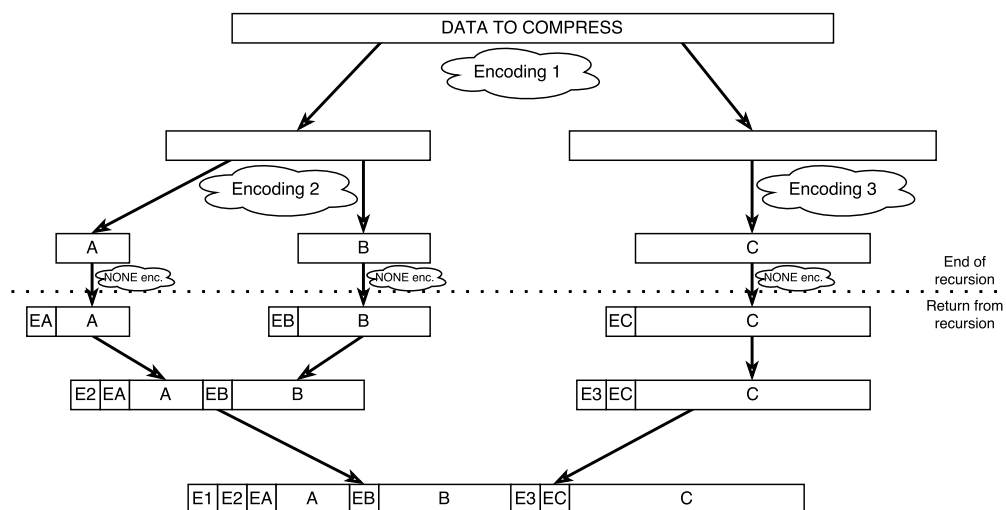 DATA TO COMPRESS
Encoding 1
Encoding 2
Encoding 3
A
B
C
NONE enc.
NONE enc.
NONE enc.
End of
recursion
Return from
recursion
EA A
EB B
EC C
E2 EA A EB B
E3 EC C
E1 E2 EA A EB B E3 EC C